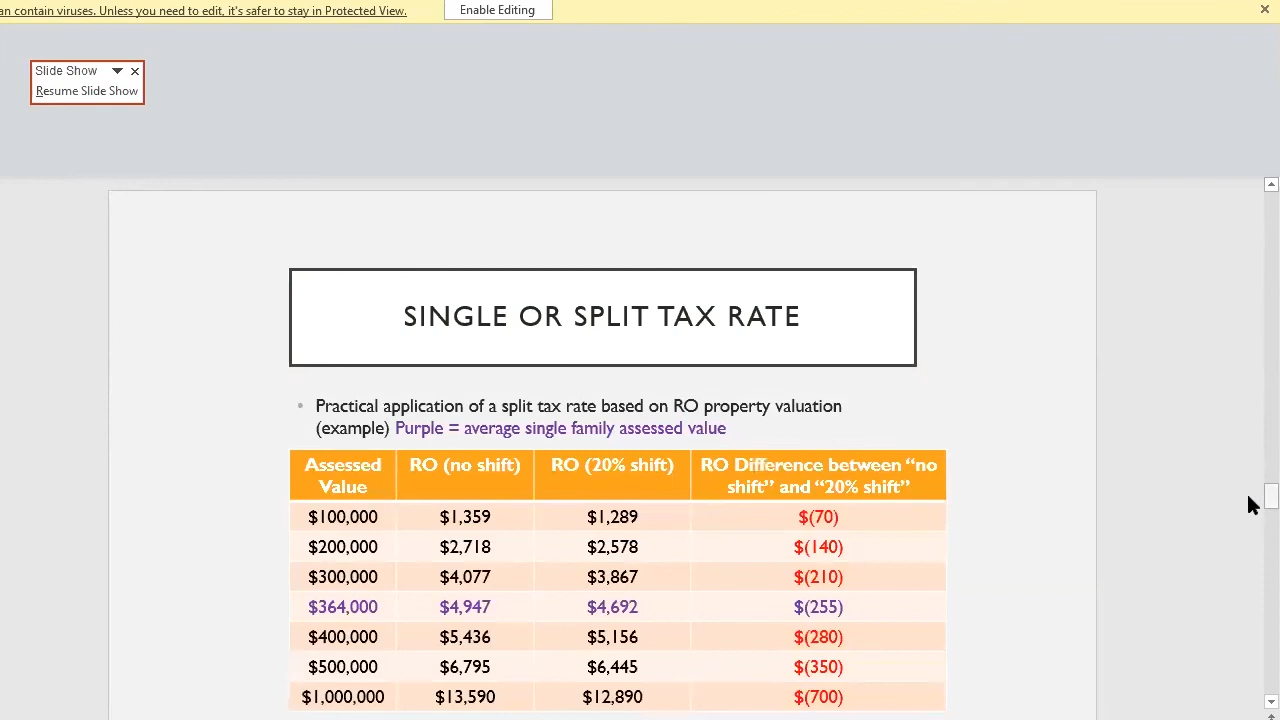 an contain viruses. Unless you need to edit, it's safer to stay in Protected View.
Enable Editing
Slide Show
Resume Slide Show
SINGLE OR SPLIT TAX RATE
• Practical application of a split tax rate based on RO property valuation
(example) Purple = average single family assessed value
Assessed Value RO (no shift) RO (20% shift) RO Difference between “no shift” and “20% shift”
$100,000 $1,359 $1,289 $(70)
$200,000 $2,718 $2,578 $(140)
$300,000 $4,077 $3,867 $(210)
$364,000 $4,947 $4,692 $(255)
$400,000 $5,436 $5,156 $(280)
$500,000 $6,795 $6,445 $(350)
$1,000,000 $13,590 $12,890 $(700)